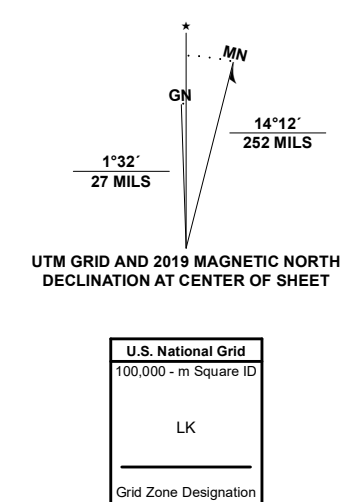 ★
MN
GN
14°12´
252 MILS
1°32´
27 MILS
UTM GRID AND 2019 MAGNETIC NORTH
DECLINATION AT CENTER OF SHEET
U.S. National Grid
100,000 - m Square ID
LK
Grid Zone Designation